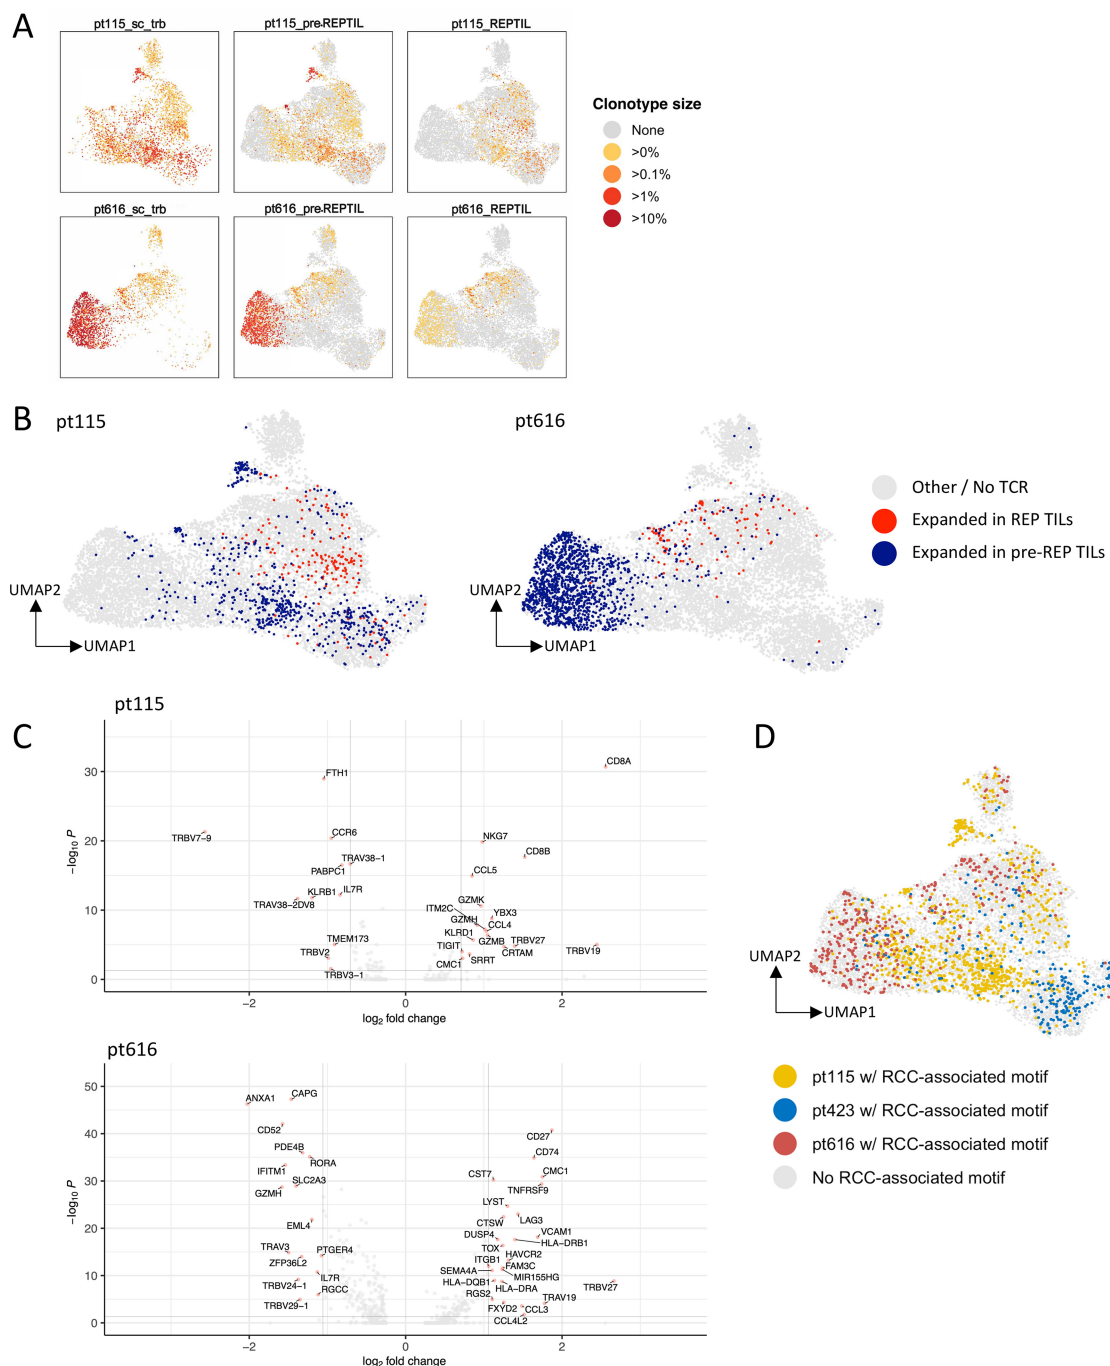 A
pt115_sc_trb
pt115_pre-REPTIL
pt115_REPTIL
pt616_sc_trb
pt616_pre-REPTIL
pt616_REPTIL
Clonotype size
None
>0%
>0.1%
>1%
>10%
B
pt115
pt616
UMAP2
UMAP1
UMAP2
UMAP1
Other / No TCR
Expanded in REP TILs
Expanded in pre-REP TILs
C
pt115
30
20
10
0
−log10 P
−2
0
2
log2 fold change
CD8A
FTH1
TRBV7-9
CCR6
NKG7
CD8B
PABPC1
TRAV38-1
CCL5
KLRB1
IL7R
TRAV38-2DV8
GZMK
ITM2C
YBX3
GZMH
CCL4
TMEM173
KLRD1
GZMB
TRBV27
TRBV2
TIGIT
CRTAM
TRBV19
CMC1
SRRT
TRBV3-1
pt616
50
40
30
20
10
0
−log10 P
−2
0
2
log2 fold change
ANXA1
CAPG
CD52
CD27
PDE4B
CD74
IFITM1
RORA
CST7
CMC1
SLC2A3
TNFRSF9
GZMH
LYST
EML4
CTSW
LAG3
DUSP4
VCAM1
HLA-DRB1
TRAV3
PTGER4
TOX
HAVCR2
ZFP36L2
ITGB1
FAM3C
SEMA4A
MIR155HG
IL7R
TRBV24-1
HLA-DQB1
HLA-DRA
TRBV27
RGCC
RGS2
TRAV19
TRBV29-1
FXYD2
CCL3
CCL4L2
D
UMAP2
UMAP1
pt115 w/ RCC-associated motif
pt423 w/ RCC-associated motif
pt616 w/ RCC-associated motif
No RCC-associated motif